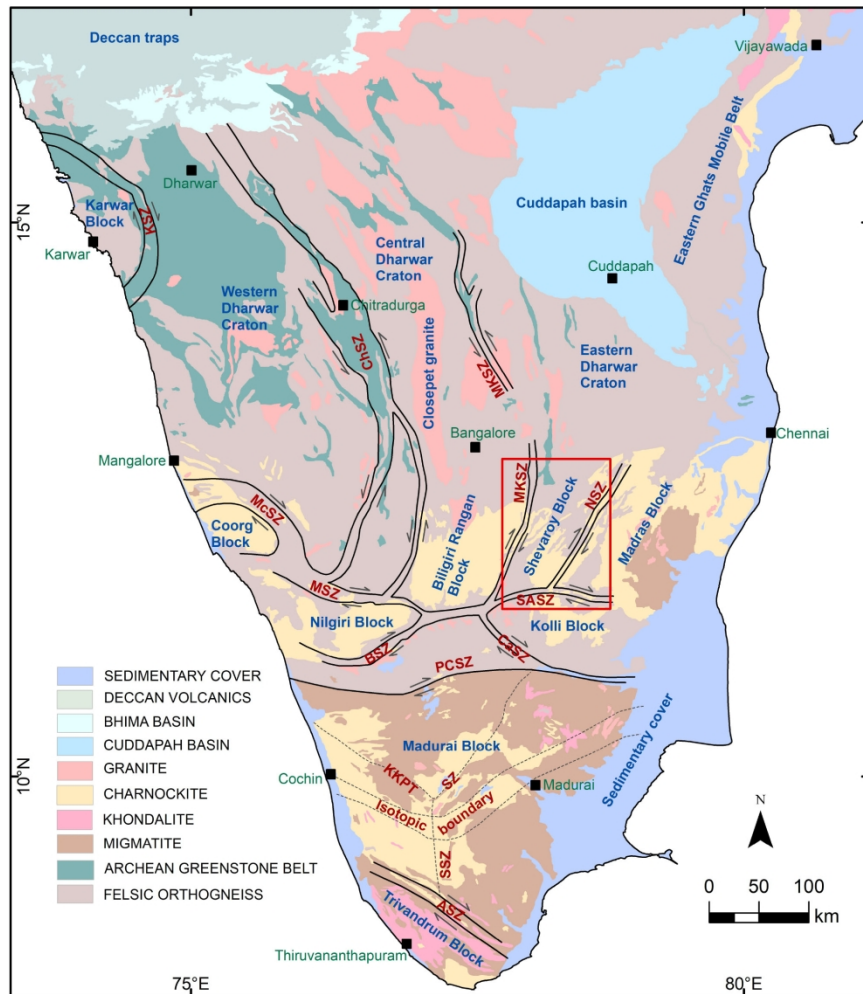 Deccan traps
Vijayawada
Dharwar
Karwar
Block
KSZ
Karwar
15°N
Eastern Ghats Mobile Belt
Cuddapah basin
Central
Dharwar
Craton
Cuddapah
Western
Dharwar
Craton
Chitradurga
ChSZ
Closepet granite
MKSZ
Eastern
Dharwar
Craton
Bangalore
Chennai
Mangalore
McSZ
Coorg
Block
MKSZ
NSZ
Biligiri Rangan
Block
Shevaroy Block
Madras Block
MSZ
SASZ
Nilgiri Block
Kolli Block
BSZ
CaSZ
PCSZ
SEDIMENTARY COVER
DECCAN VOLCANICS
BHIMA BASIN
CUDDAPAH BASIN
GRANITE
CHARNOCKITE
KHONDALITE
MIGMATITE
ARCHEAN GREENSTONE BELT
FELSIC ORTHOGNEISS
Madurai Block
Sedimentary cover
10°N
Cochin
KKPT
SZ
Madurai
Isotopic
boundary
SSZ
ASZ
Trivandrum Block
Thiruvananthapuram
N
0 50 100
km
75°E
80°E